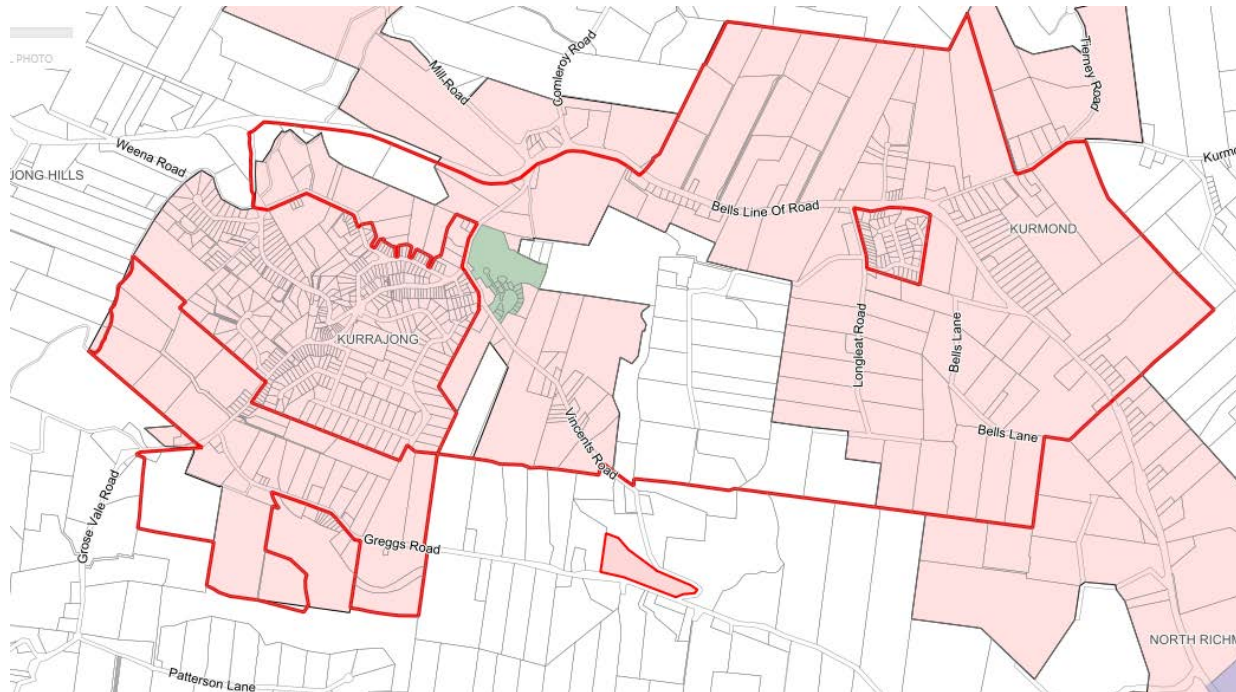 L PHOTO
Mill Road
Comleroy Road
Tierney Road
Weena Road
JONG HILLS
Kurmo
Bells Line Of Road
KURMOND
KURRAJONG
Longleat Road
Bells Lane
Bells Lane
Vincents Road
Grose Vale Road
Greggs Road
NORTH RICHM
Patterson Lane